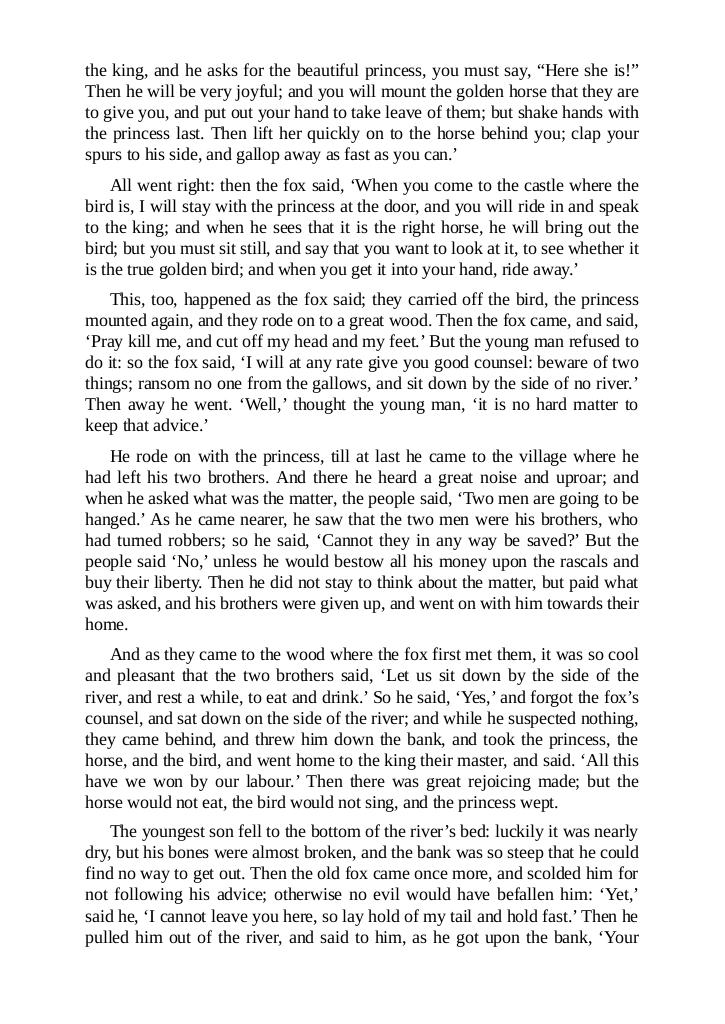 the king, and he asks for the beautiful princess, you must say, “Here she is!”
Then he will be very joyful; and you will mount the golden horse that they are
to give you, and put out your hand to take leave of them; but shake hands with
the princess last. Then lift her quickly on to the horse behind you; clap your
spurs to his side, and gallop away as fast as you can.’
All went right: then the fox said, ‘When you come to the castle where the
bird is, I will stay with the princess at the door, and you will ride in and speak
to the king; and when he sees that it is the right horse, he will bring out the
bird; but you must sit still, and say that you want to look at it, to see whether it
is the true golden bird; and when you get it into your hand, ride away.’
This, too, happened as the fox said; they carried off the bird, the princess
mounted again, and they rode on to a great wood. Then the fox came, and said,
‘Pray kill me, and cut off my head and my feet.’ But the young man refused to
do it: so the fox said, ‘I will at any rate give you good counsel: beware of two
things; ransom no one from the gallows, and sit down by the side of no river.’
Then away he went. ‘Well,’ thought the young man, ‘it is no hard matter to
keep that advice.’
He rode on with the princess, till at last he came to the village where he
had left his two brothers. And there he heard a great noise and uproar; and
when he asked what was the matter, the people said, ‘Two men are going to be
hanged.’ As he came nearer, he saw that the two men were his brothers, who
had turned robbers; so he said, ‘Cannot they in any way be saved?’ But the
people said ‘No,’ unless he would bestow all his money upon the rascals and
buy their liberty. Then he did not stay to think about the matter, but paid what
was asked, and his brothers were given up, and went on with him towards their
home.
And as they came to the wood where the fox first met them, it was so cool
and pleasant that the two brothers said, ‘Let us sit down by the side of the
river, and rest a while, to eat and drink.’ So he said, ‘Yes,’ and forgot the fox’s
counsel, and sat down on the side of the river; and while he suspected nothing,
they came behind, and threw him down the bank, and took the princess, the
horse, and the bird, and went home to the king their master, and said. ‘All this
have we won by our labour.’ Then there was great rejoicing made; but the
horse would not eat, the bird would not sing, and the princess wept.
The youngest son fell to the bottom of the river’s bed: luckily it was nearly
dry, but his bones were almost broken, and the bank was so steep that he could
find no way to get out. Then the old fox came once more, and scolded him for
not following his advice; otherwise no evil would have befallen him: ‘Yet,’
said he, ‘I cannot leave you here, so lay hold of my tail and hold fast.’ Then he
pulled him out of the river, and said to him, as he got upon the bank, ‘Your